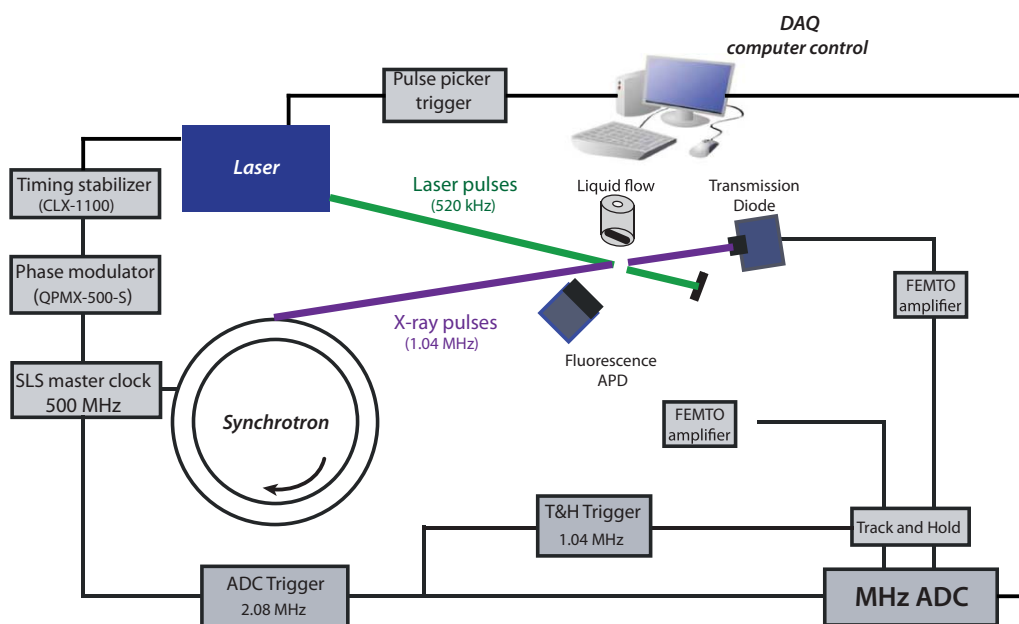 DAQ
computer control
Pulse picker
trigger
Laser
Timing stabilizer
(CLX-1100)
Laser pulses
(520 kHz)
Liquid flow
Transmission
Diode
Phase modulator
(QPMX-500-S)
FEMTO
amplifier
X-ray pulses
(1.04 MHz)
Fluorescence
APD
SLS master clock
500 MHz
Synchrotron
FEMTO
amplifier
T&H Trigger
1.04 MHz
Track and Hold
ADC Trigger
2.08 MHz
MHz ADC